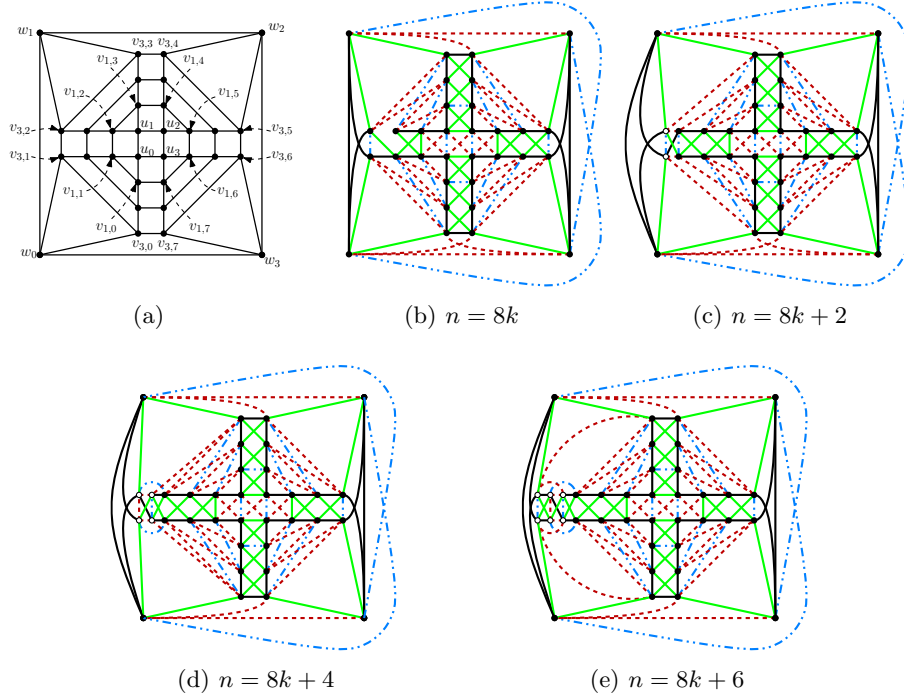 w₁ w₂
v₃,₃ v₃,₄
v₁,₃ v₁,₄
v₁,₂ v₁,₅
v₃,₂ u₁ u₂ v₃,₅
v₃,₁ u₀ u₃ v₃,₆
v₁,₁ v₁,₆
v₁,₀ v₁,₇
v₃,₀ v₃,₇
w₀ w₃
(a)
(b) n = 8k
(c) n = 8k + 2
(d) n = 8k + 4
(e) n = 8k + 6